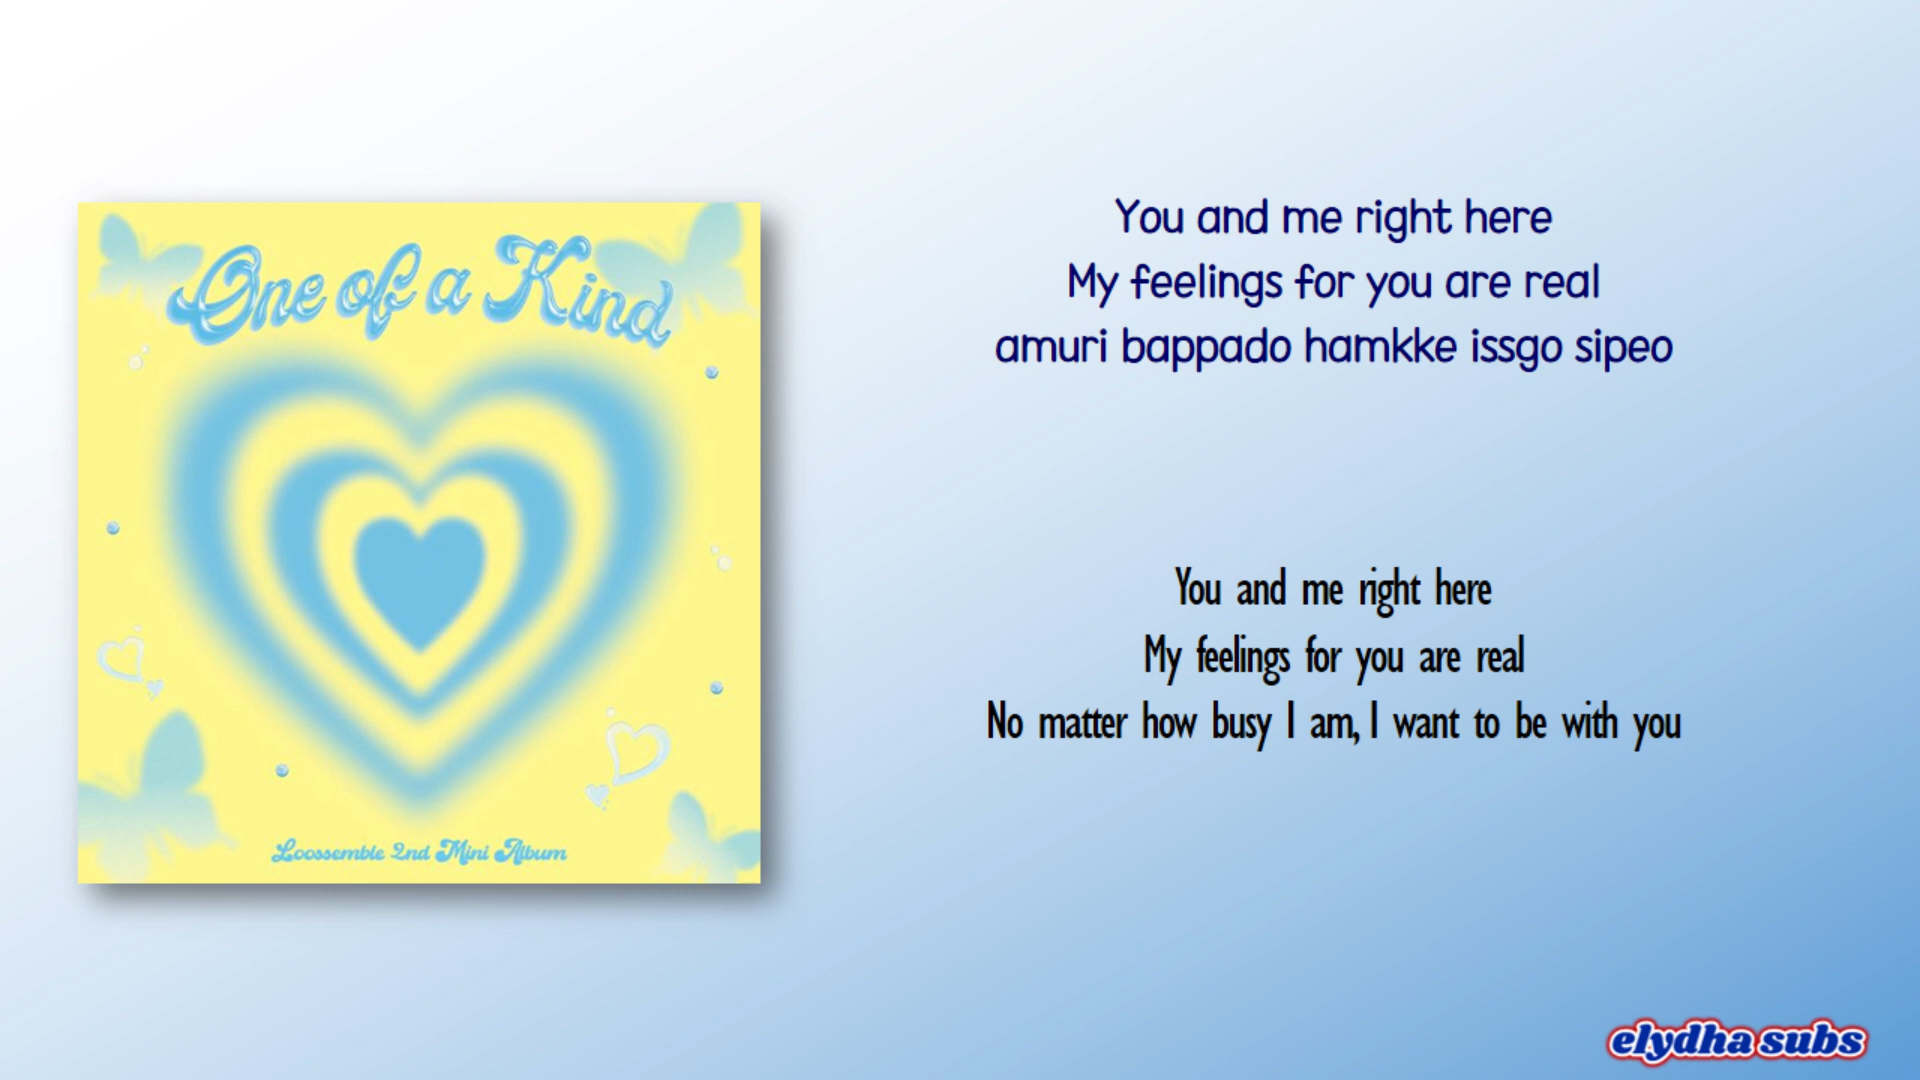 One of a Kind
Loossemble 2nd Mini Album
You and me right here
My feelings for you are real
amuri bappado hamkke issgo sipeo
You and me right here
My feelings for you are real
No matter how busy I am, I want to be with you
elydha subs